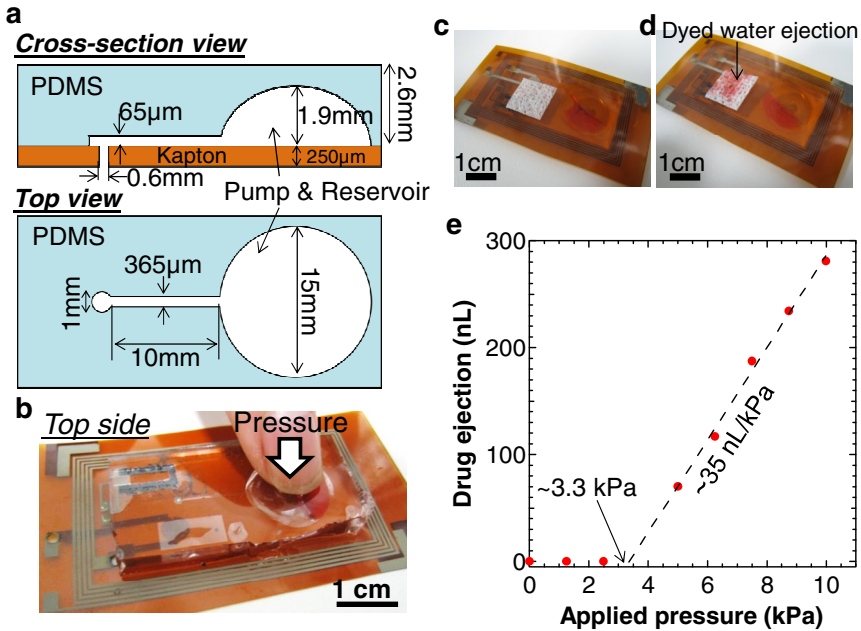 a
Cross-section view
PDMS
65μm
1.9mm
2.6mm
Kapton
250μm
0.6mm
Pump & Reservoir
Top view
PDMS
365μm
1mm
15mm
10mm
b
Top side
Pressure
1 cm
c
1cm
d
Dyed water ejection
1cm
e
300
200
100
0
Drug ejection (nL)
~3.3 kPa
~35 nL/kPa
0 2 4 6 8 10
Applied pressure (kPa)